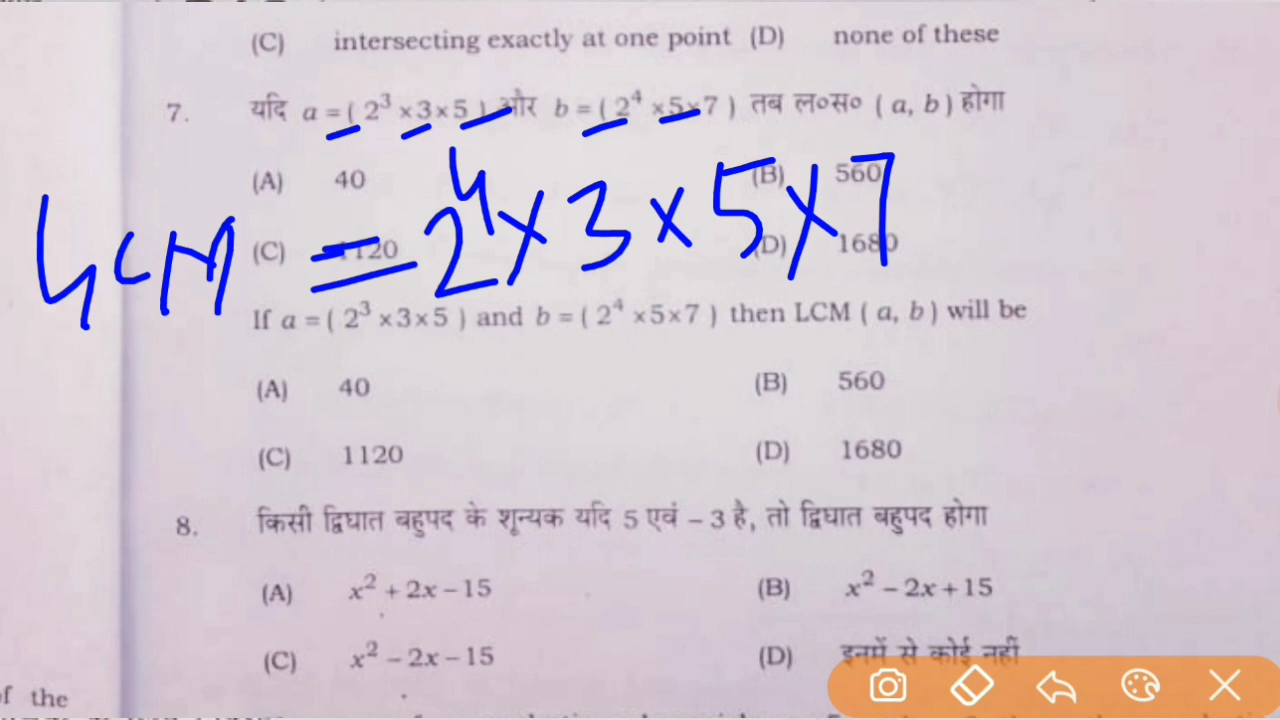 (C) intersecting exactly at one point (D) none of these
7. यदि a = ( 2³ × 3 × 5 ) और b = ( 2⁴ × 5 × 7 ) तब ल०स० ( a, b ) होगा
(A) 40 (B) 560
(C) 1120 (D) 1680
LCM = 2⁴ × 3 × 5 × 7
If a = ( 2³ × 3 × 5 ) and b = ( 2⁴ × 5 × 7 ) then LCM ( a, b ) will be
(A) 40 (B) 560
(C) 1120 (D) 1680
8. किसी द्विघात बहुपद के शून्यक यदि 5 एवं – 3 है, तो द्विघात बहुपद होगा
(A) x² + 2x – 15 (B) x² – 2x + 15
(C) x² – 2x – 15 (D) इनमें से कोई नहीं
of the